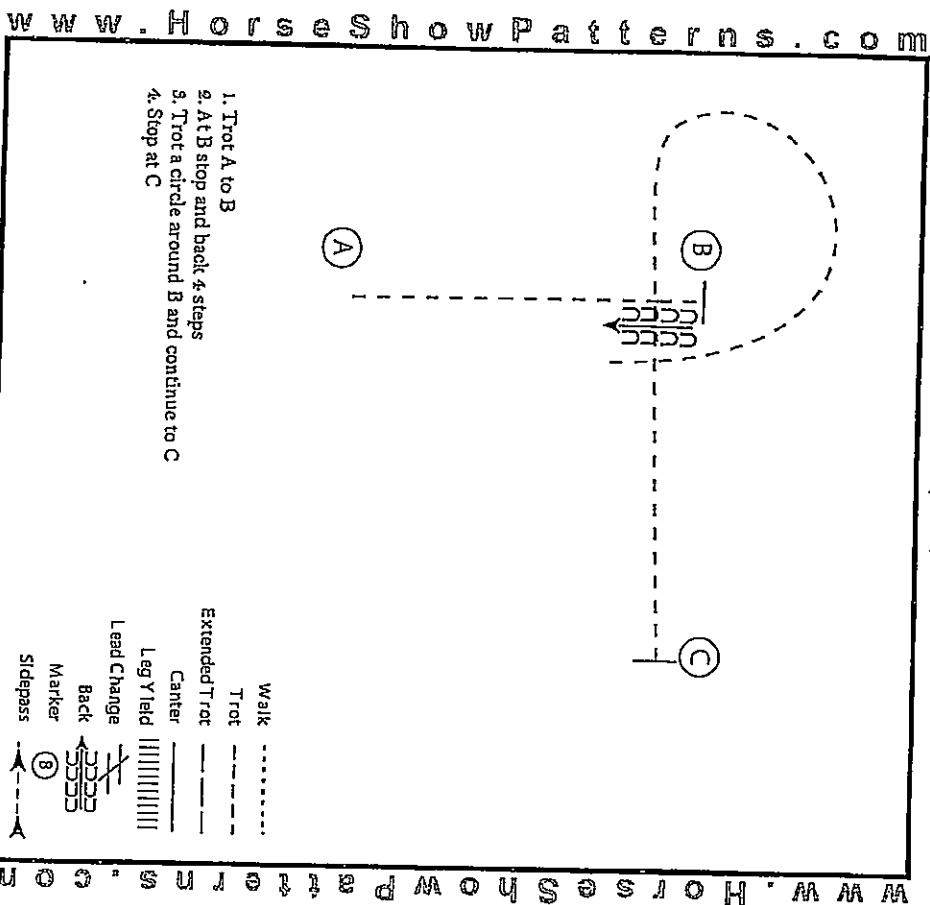 www.HorseShowPatterns.com
1. Trot A to B
2. At B stop and back 4 steps
3. Trot a circle around B and continue to C
4. Stop at C
A
B
C
Walk
Trot
Extended Trot
Canter
Leg Yield
Lead Change
Back
Marker B
Sidepass
www.HorseShowPatterns.com